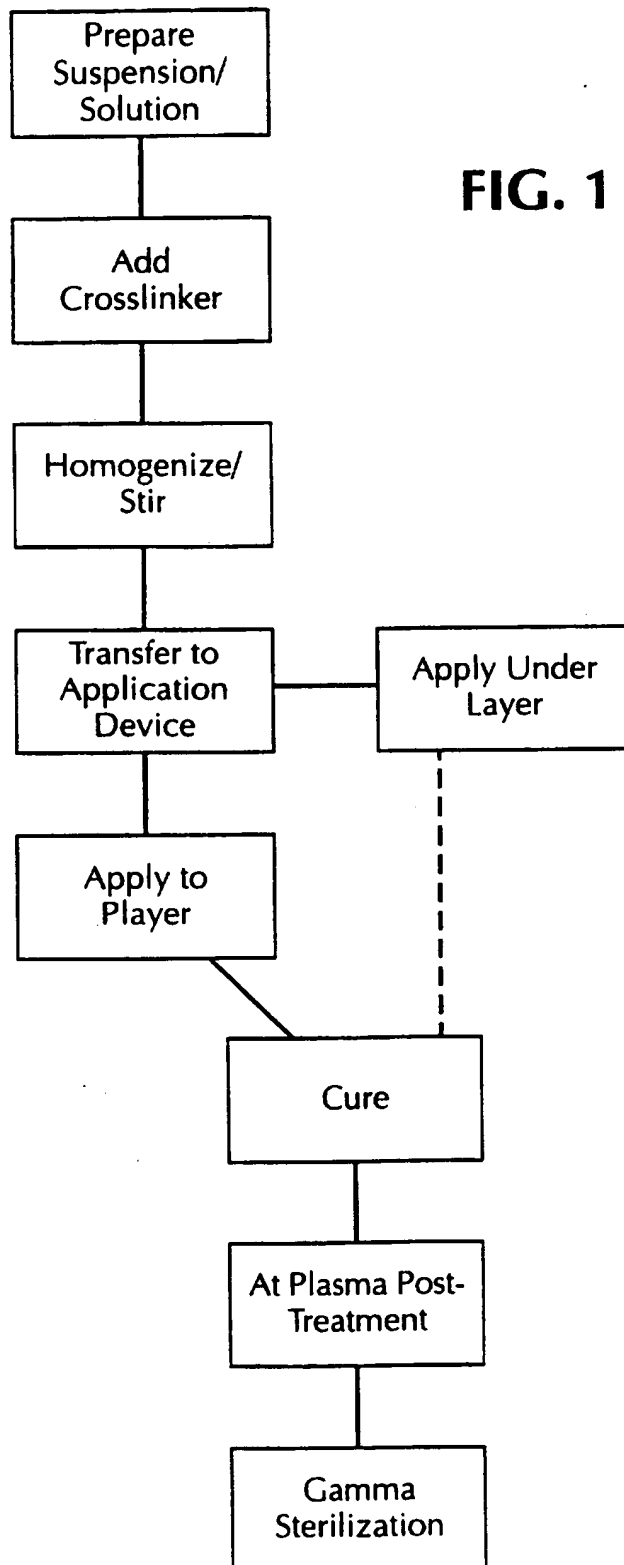 Prepare
Suspension/
Solution
FIG. 1
Add
Crosslinker
Homogenize/
Stir
Transfer to
Application
Device
Apply Under
Layer
Apply to
Player
Cure
At Plasma Post-
Treatment
Gamma
Sterilization